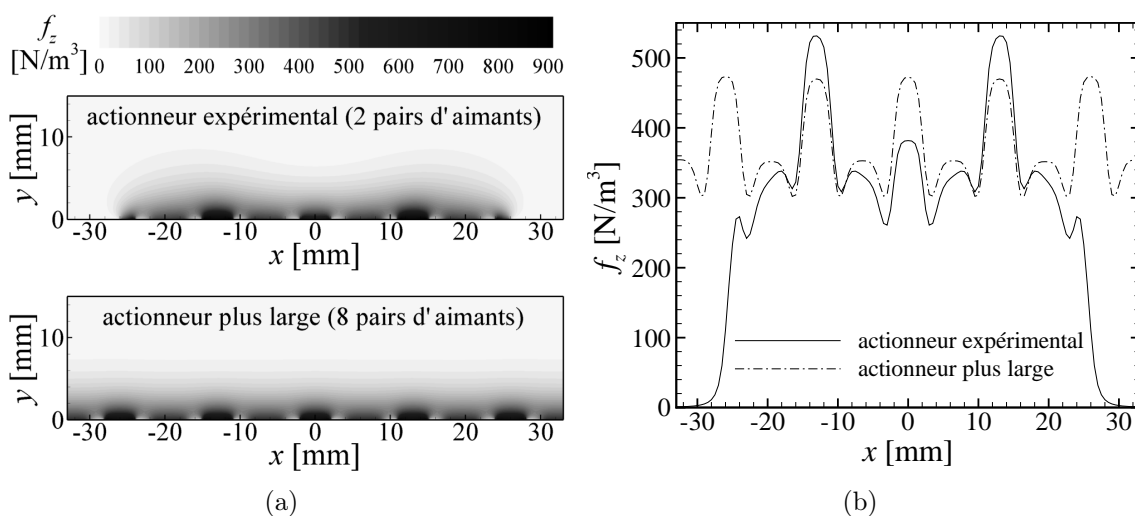 f_z
[N/m³]
0 100 200 300 400 500 600 700 800 900
actionneur expérimental (2 pairs d'aimants)
y [mm]
10
0
-30 -20 -10 0 10 20 30
x [mm]
actionneur plus large (8 pairs d'aimants)
y [mm]
10
0
-30 -20 -10 0 10 20 30
x [mm]
(a)
f_z [N/m³]
500
400
300
200
100
0
actionneur expérimental
actionneur plus large
-30 -20 -10 0 10 20 30
x [mm]
(b)